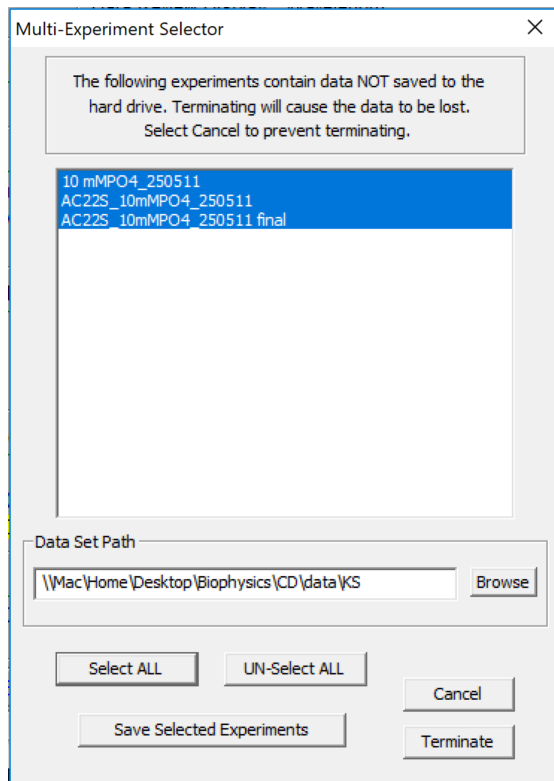 Multi-Experiment Selector
The following experiments contain data NOT saved to the
hard drive. Terminating will cause the data to be lost.
Select Cancel to prevent terminating.
10 mMPO4_250511
AC22S_10mMPO4_250511
AC22S_10mMPO4_250511 final
Data Set Path
\\Mac\Home\Desktop\Biophysics\CD\data\KS
Browse
Select ALL
UN-Select ALL
Cancel
Save Selected Experiments
Terminate